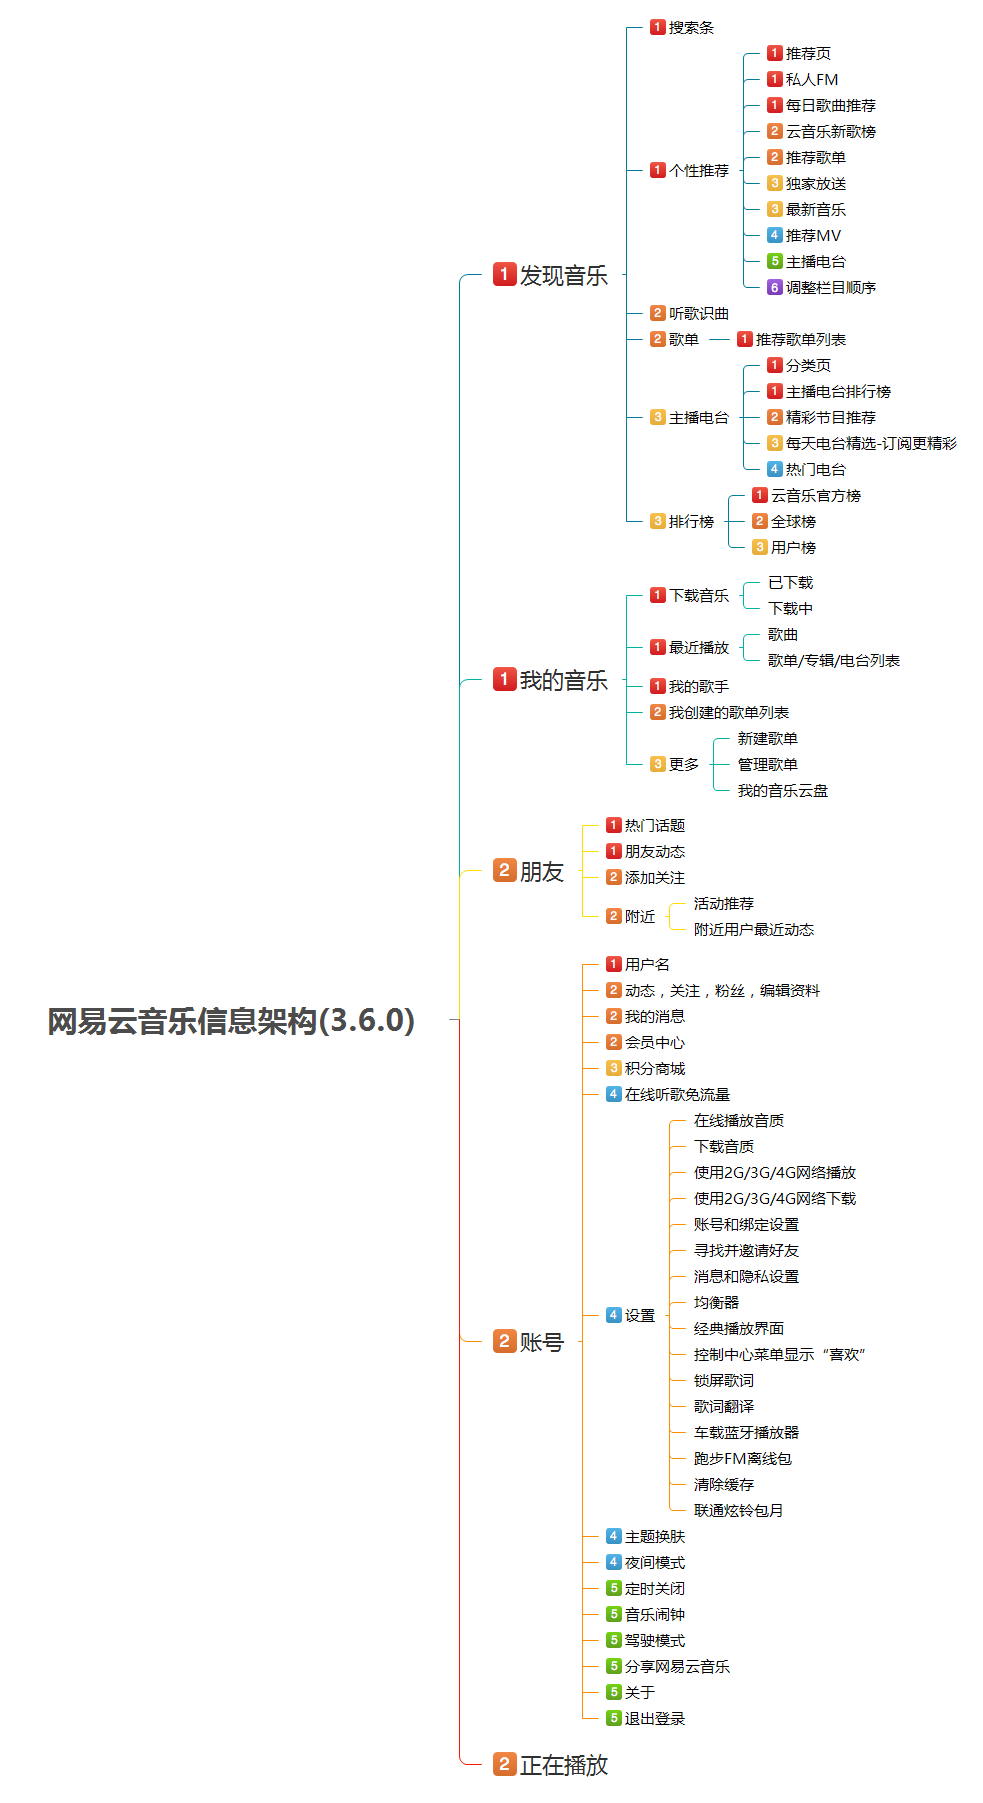 网易云音乐信息架构(3.6.0)
1 发现音乐
1 搜索条
1 个性推荐
1 推荐页
1 私人FM
1 每日歌曲推荐
2 云音乐新歌榜
2 推荐歌单
3 独家放送
3 最新音乐
4 推荐MV
5 主播电台
6 调整栏目顺序
2 听歌识曲
2 歌单
1 推荐歌单列表
3 主播电台
1 分类页
1 主播电台排行榜
2 精彩节目推荐
3 每天电台精选-订阅更精彩
4 热门电台
3 排行榜
1 云音乐官方榜
2 全球榜
3 用户榜
1 我的音乐
1 下载音乐
已下载
下载中
1 最近播放
歌曲
歌单/专辑/电台列表
1 我的歌手
2 我创建的歌单列表
3 更多
新建歌单
管理歌单
我的音乐云盘
2 朋友
1 热门话题
1 朋友动态
2 添加关注
2 附近
活动推荐
附近用户最近动态
2 账号
1 用户名
2 动态，关注，粉丝，编辑资料
2 我的消息
2 会员中心
3 积分商城
4 在线听歌免流量
4 设置
在线播放音质
下载音质
使用2G/3G/4G网络播放
使用2G/3G/4G网络下载
账号和绑定设置
寻找并邀请好友
消息和隐私设置
均衡器
经典播放界面
控制中心菜单显示“喜欢”
锁屏歌词
歌词翻译
车载蓝牙播放器
跑步FM离线包
清除缓存
联通炫铃包月
4 主题换肤
4 夜间模式
5 定时关闭
5 音乐闹钟
5 驾驶模式
5 分享网易云音乐
5 关于
5 退出登录
2 正在播放